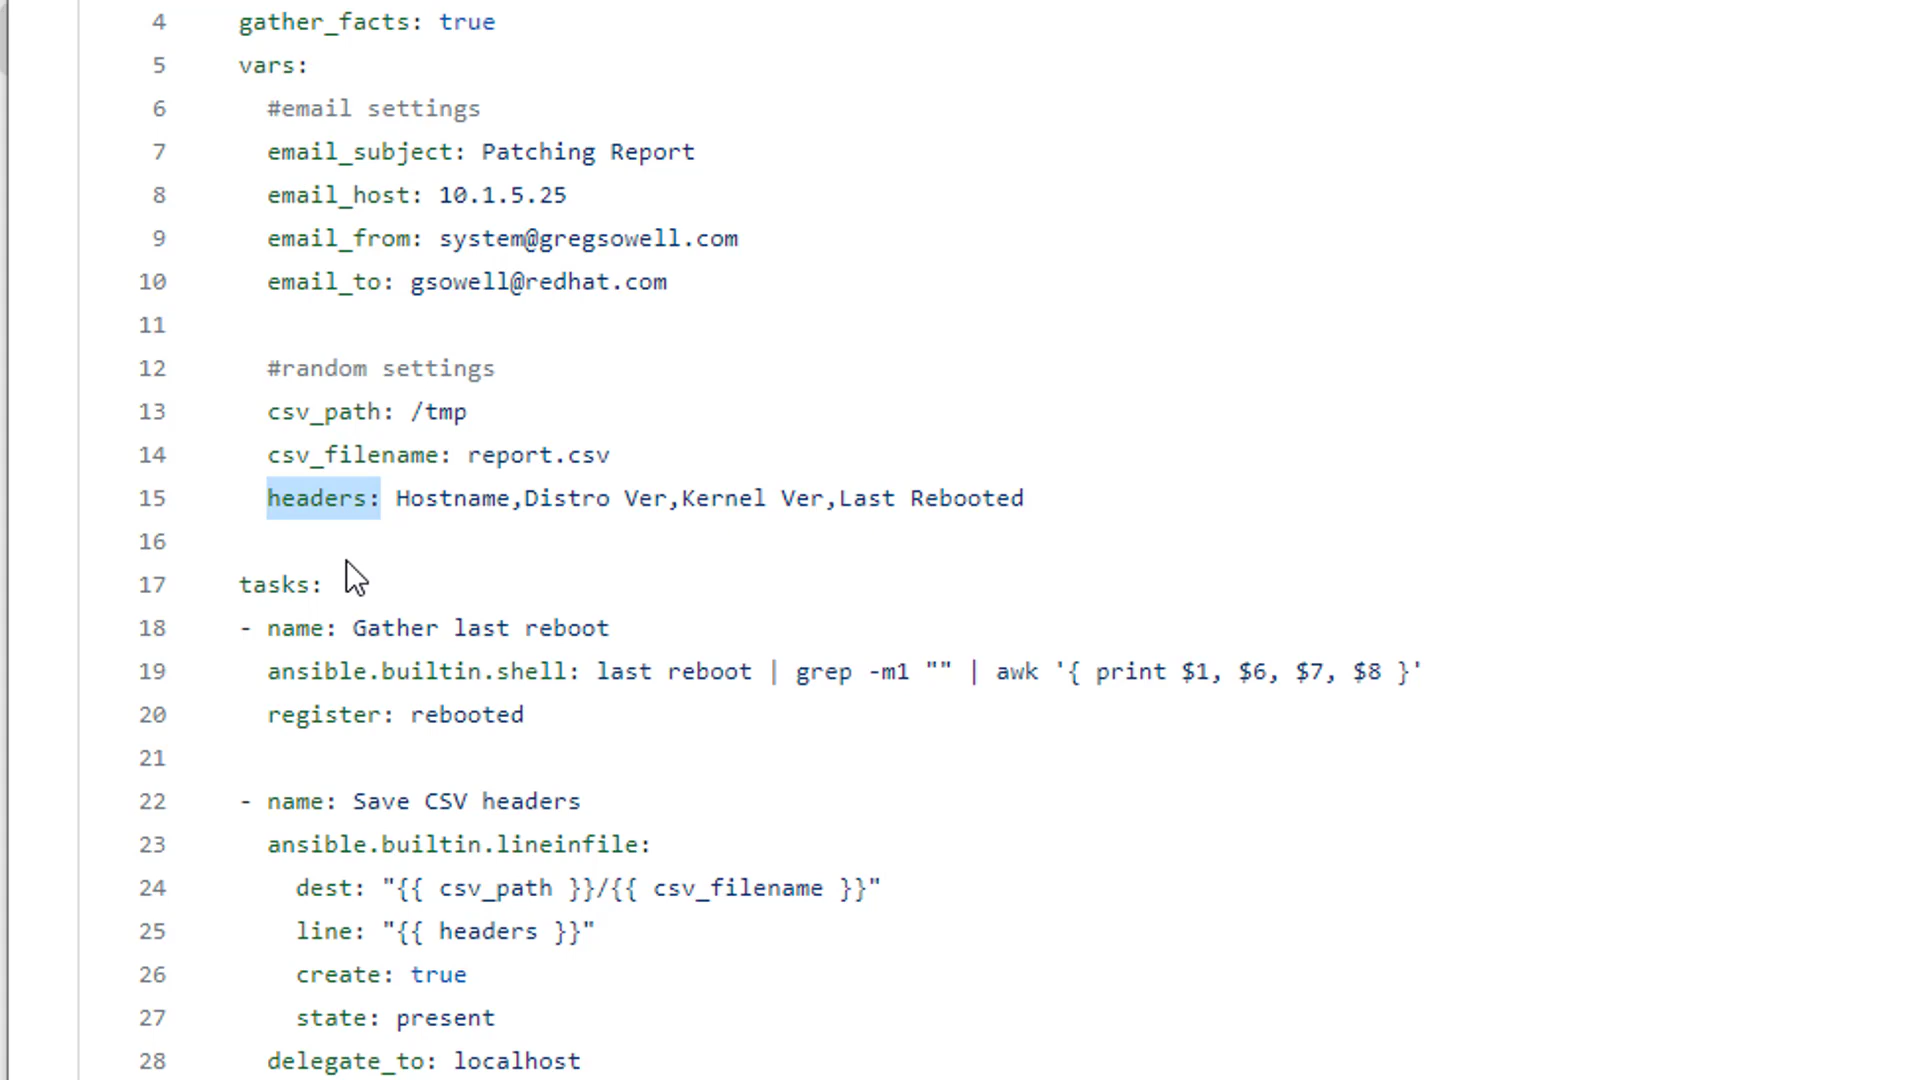 4 gather_facts: true
5 vars:
6 #email settings
7 email_subject: Patching Report
8 email_host: 10.1.5.25
9 email_from: system@gregsowell.com
10 email_to: gsowell@redhat.com
11
12 #random settings
13 csv_path: /tmp
14 csv_filename: report.csv
15 headers: Hostname,Distro Ver,Kernel Ver,Last Rebooted
16
17 tasks:
18 - name: Gather last reboot
19 ansible.builtin.shell: last reboot | grep -m1 "" | awk '{ print $1, $6, $7, $8 }'
20 register: rebooted
21
22 - name: Save CSV headers
23 ansible.builtin.lineinfile:
24 dest: "{{ csv_path }}/{{ csv_filename }}"
25 line: "{{ headers }}"
26 create: true
27 state: present
28 delegate_to: localhost